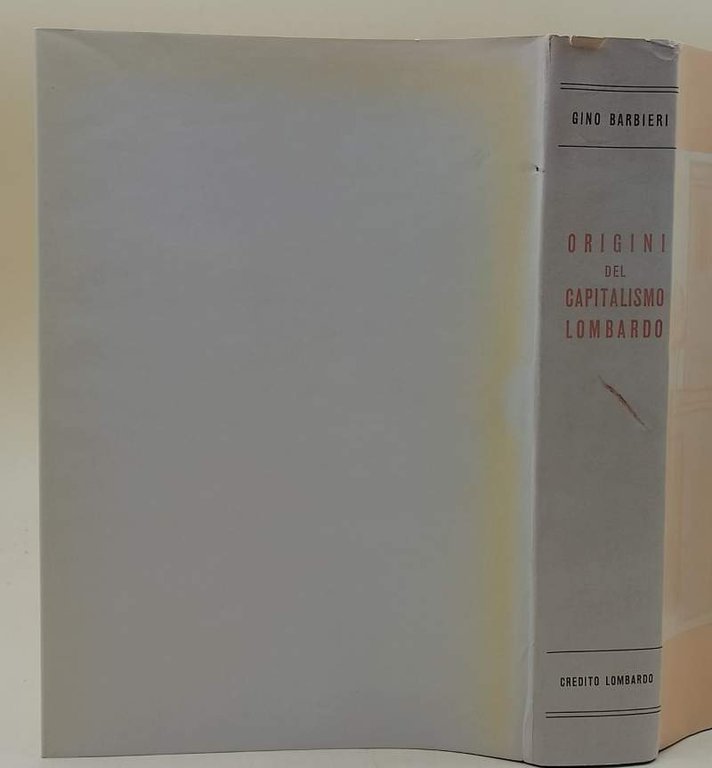 GINO BARBIERI
ORIGINI
DEL
CAPITALISMO
LOMBARDO
CREDITO LOMBARDO